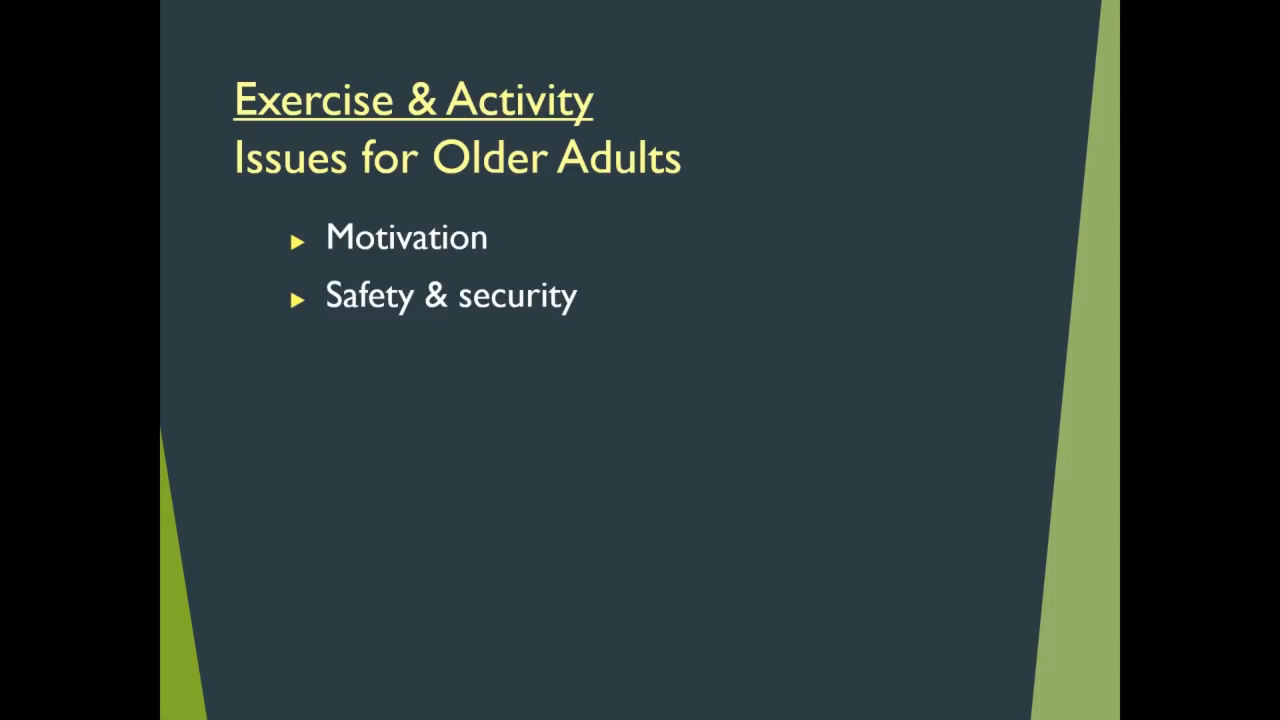 Exercise & Activity
Issues for Older Adults
Motivation
Safety & security